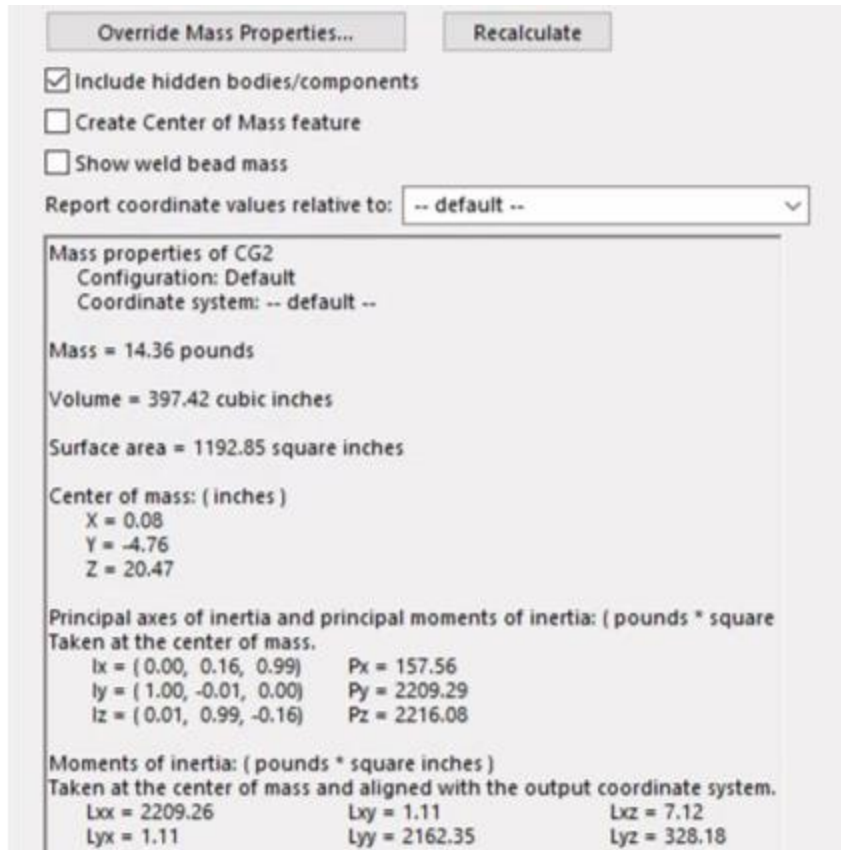 Override Mass Properties...
Recalculate
Include hidden bodies/components
Create Center of Mass feature
Show weld bead mass
Report coordinate values relative to: -- default --
Mass properties of CG2
Configuration: Default
Coordinate system: -- default --
Mass = 14.36 pounds
Volume = 397.42 cubic inches
Surface area = 1192.85 square inches
Center of mass: ( inches )
X = 0.08
Y = -4.76
Z = 20.47
Principal axes of inertia and principal moments of inertia: ( pounds * square
Taken at the center of mass.
Ix = ( 0.00, 0.16, 0.99) Px = 157.56
Iy = ( 1.00, -0.01, 0.00) Py = 2209.29
Iz = ( 0.01, 0.99, -0.16) Pz = 2216.08
Moments of inertia: ( pounds * square inches )
Taken at the center of mass and aligned with the output coordinate system.
Lxx = 2209.26 Lxy = 1.11 Lxz = 7.12
Lyx = 1.11 Lyy = 2162.35 Lyz = 328.18